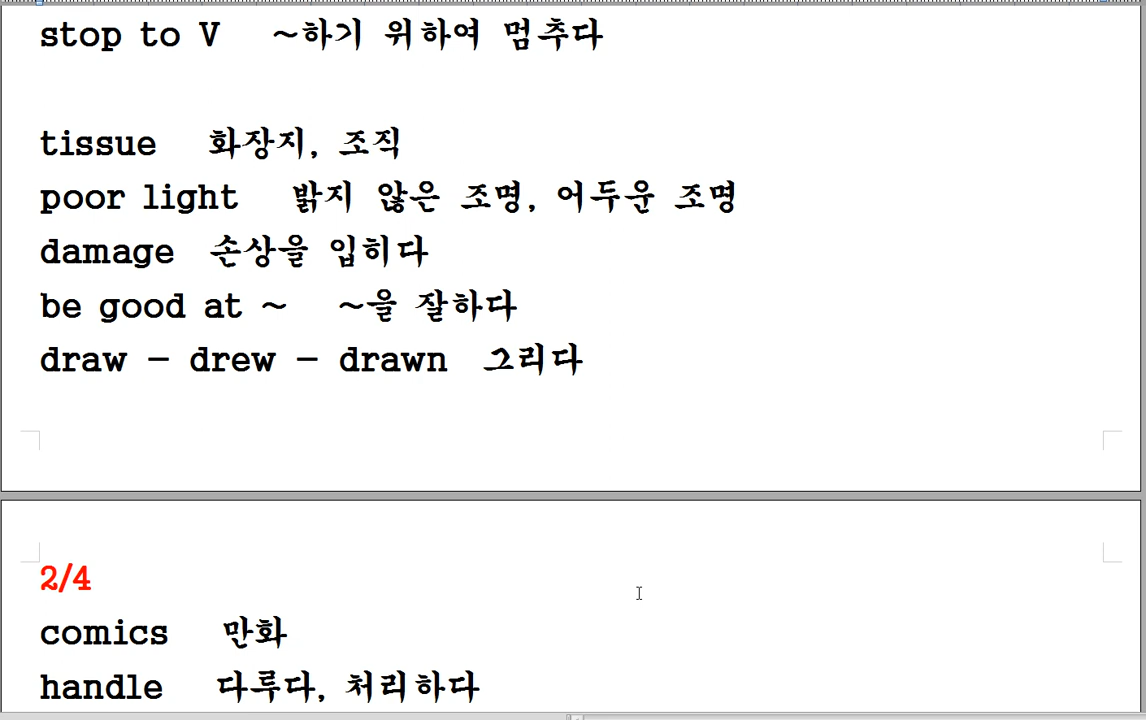 stop to V ~하기 위하여 멈추다
tissue 화장지, 조직
poor light 밝지 않은 조명, 어두운 조명
damage 손상을 입히다
be good at ~ ~을 잘하다
draw - drew - drawn 그리다
2/4
comics 만화
handle 다루다, 처리하다